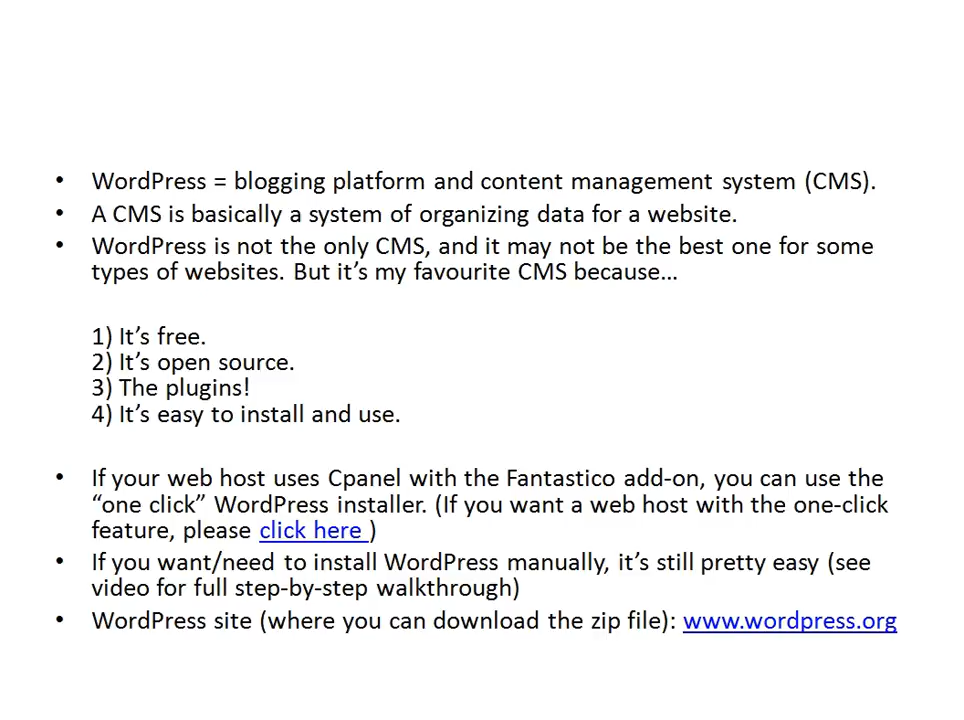 • WordPress = blogging platform and content management system (CMS).
• A CMS is basically a system of organizing data for a website.
• WordPress is not the only CMS, and it may not be the best one for some
types of websites. But it’s my favourite CMS because…
1) It’s free.
2) It’s open source.
3) The plugins!
4) It’s easy to install and use.
• If your web host uses Cpanel with the Fantastico add-on, you can use the
“one click” WordPress installer. (If you want a web host with the one-click
feature, please click here )
• If you want/need to install WordPress manually, it’s still pretty easy (see
video for full step-by-step walkthrough)
• WordPress site (where you can download the zip file): www.wordpress.org